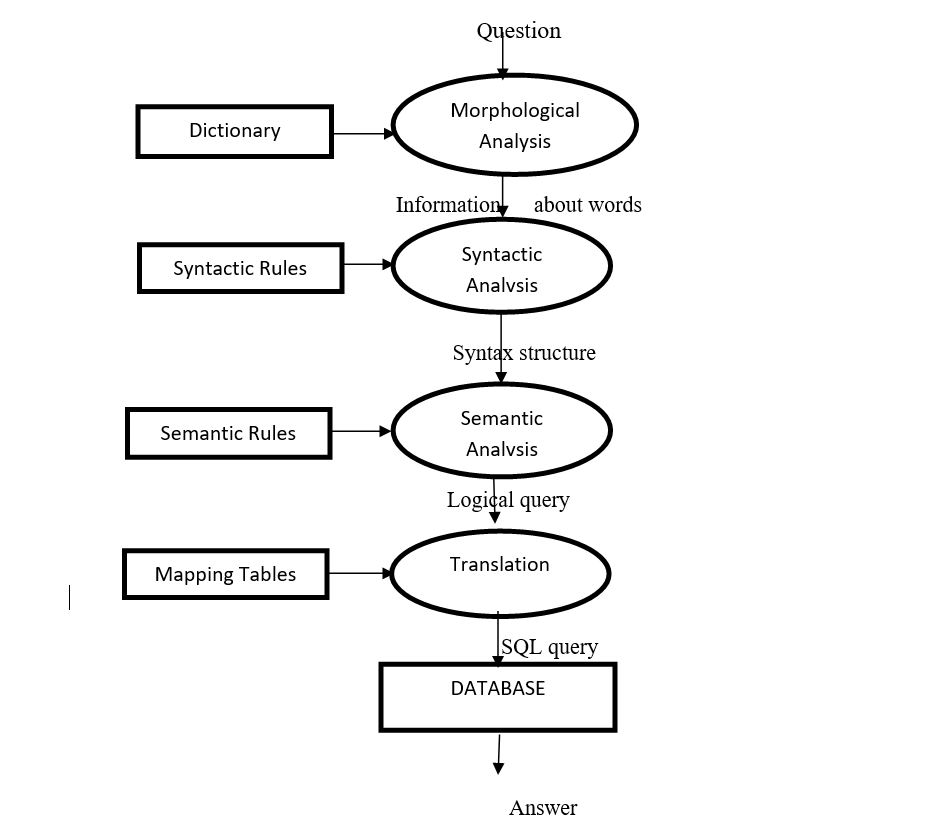 Question
Morphological
Analysis
Dictionary
Information about words
Syntactic
Analysis
Syntactic Rules
Syntax structure
Semantic
Analysis
Semantic Rules
Logical query
Translation
Mapping Tables
SQL query
DATABASE
Answer